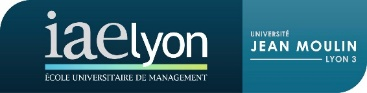 iaelyon
ÉCOLE UNIVERSITAIRE DE MANAGEMENT
UNIVERSITÉ
JEAN MOULIN
LYON 3